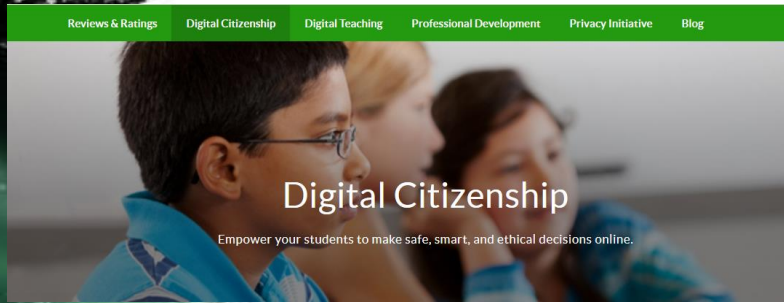 Reviews & Ratings Digital Citizenship Digital Teaching Professional Development Privacy Initiative Blog
Digital Citizenship
Empower your students to make safe, smart, and ethical decisions online.